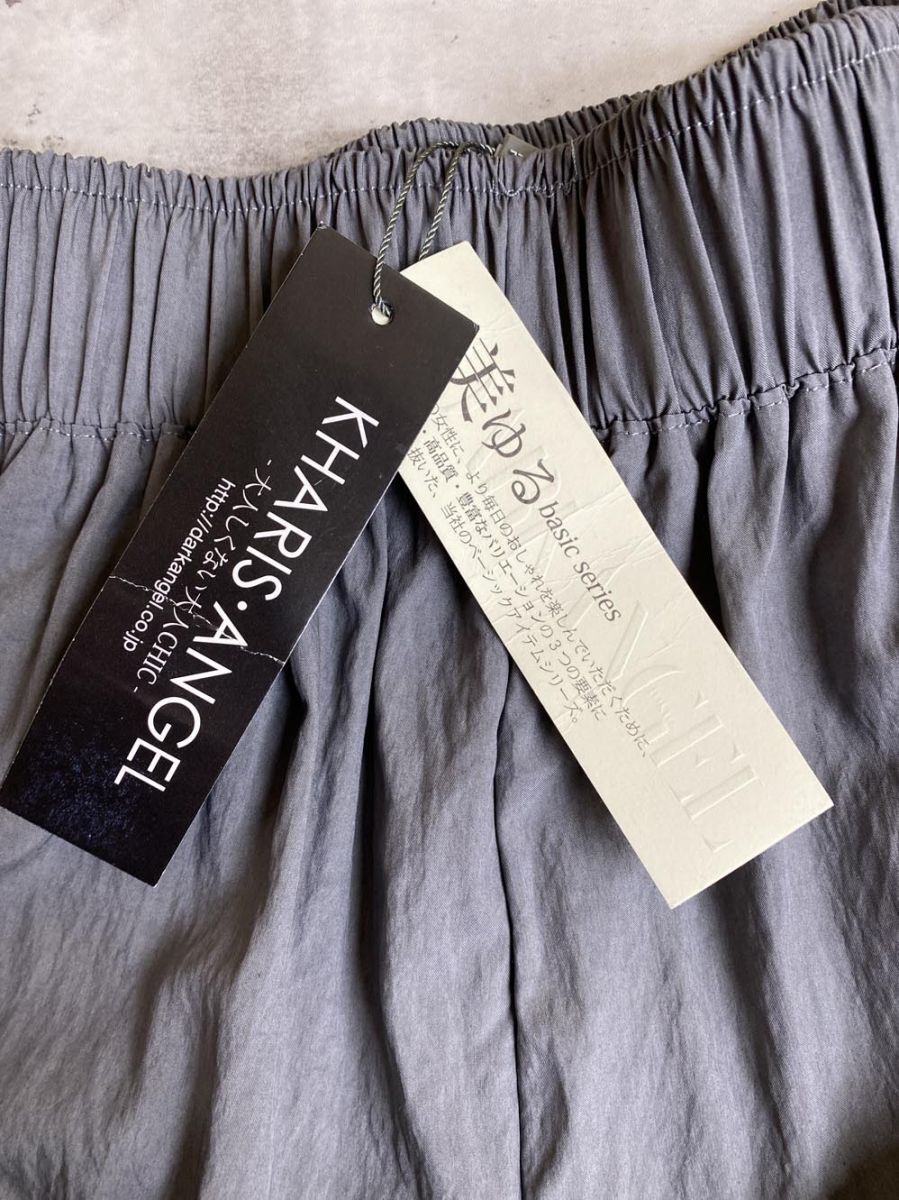 KHARIS・ANGEL
- 大人しくない大人CHIC -
http://darkangel.co.jp
美ゆる basic series
女性に、より毎日のおしゃれを楽しんでいただくために、
・高品質・豊富なバリエーションの3つの要素に
抜いた、当社のベーシックアイテムシリーズ。